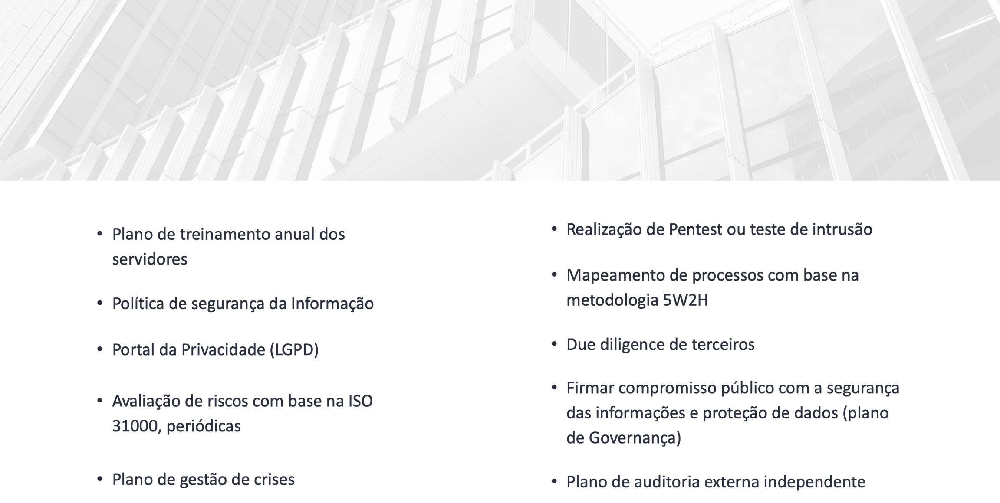 • Plano de treinamento anual dos
servidores
• Política de segurança da Informação
• Portal da Privacidade (LGPD)
• Avaliação de riscos com base na ISO
31000, periódicas
• Plano de gestão de crises
• Realização de Pentest ou teste de intrusão
• Mapeamento de processos com base na
metodologia 5W2H
• Due diligence de terceiros
• Firmar compromisso público com a segurança
das informações e proteção de dados (plano
de Governança)
• Plano de auditoria externa independente